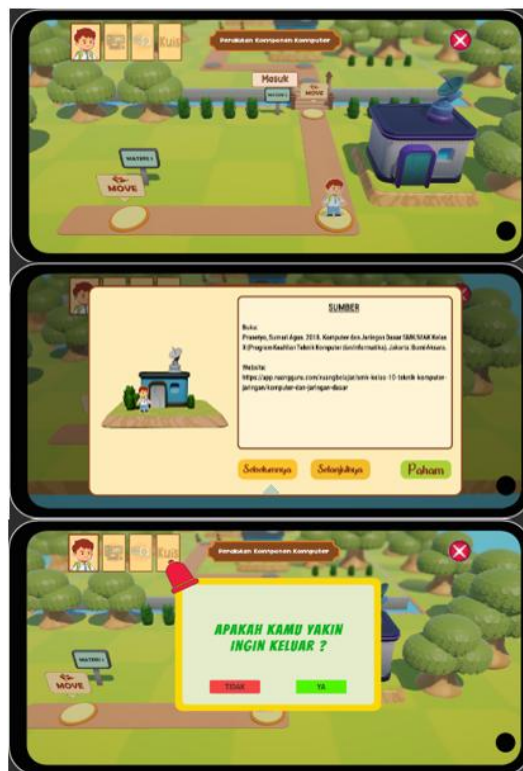 Kuis
Perakitan Komponen Komputer
Masuk
MOVE
MATERI 1
MOVE
SUMBER
Buku:
Prasetyo, Sumari Agus. 2018. Komputer dan Jaringan Dasar SMK/MAK Kelas
X (Program Keahlian Teknik Komputer dan Informatika). Jakarta: Bumi Aksara.
Website:
https://app.ruangguru.com/ruangbelajar/smk-kelas-10-teknik-komputer-
jaringan/komputer-dan-jaringan-dasar
Sebelumnya
Selanjutnya
Paham
Kuis
Perakitan Komponen Komputer
APAKAH KAMU YAKIN
INGIN KELUAR ?
TIDAK
YA
MATERI 1
MOVE